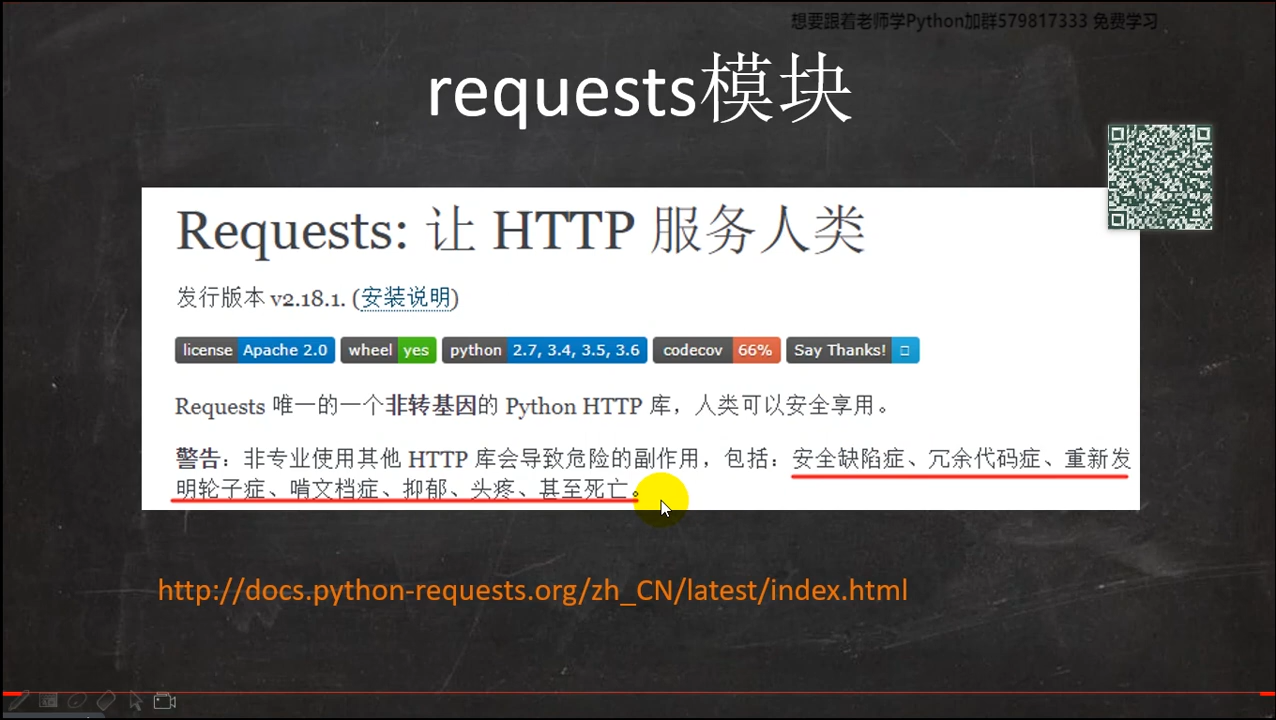 想要跟着老师学Python加群579817333 免费学习
requests模块
Requests: 让 HTTP 服务人类
发行版本 v2.18.1. (安装说明)
license Apache 2.0 wheel yes python 2.7, 3.4, 3.5, 3.6 codecov 66% Say Thanks!
Requests 唯一的一个非转基因的 Python HTTP 库，人类可以安全享用。
警告：非专业使用其他 HTTP 库会导致危险的副作用，包括：安全缺陷症、冗余代码症、重新发
明轮子症、啃文档症、抑郁、头疼、甚至死亡。
http://docs.python-requests.org/zh_CN/latest/index.html